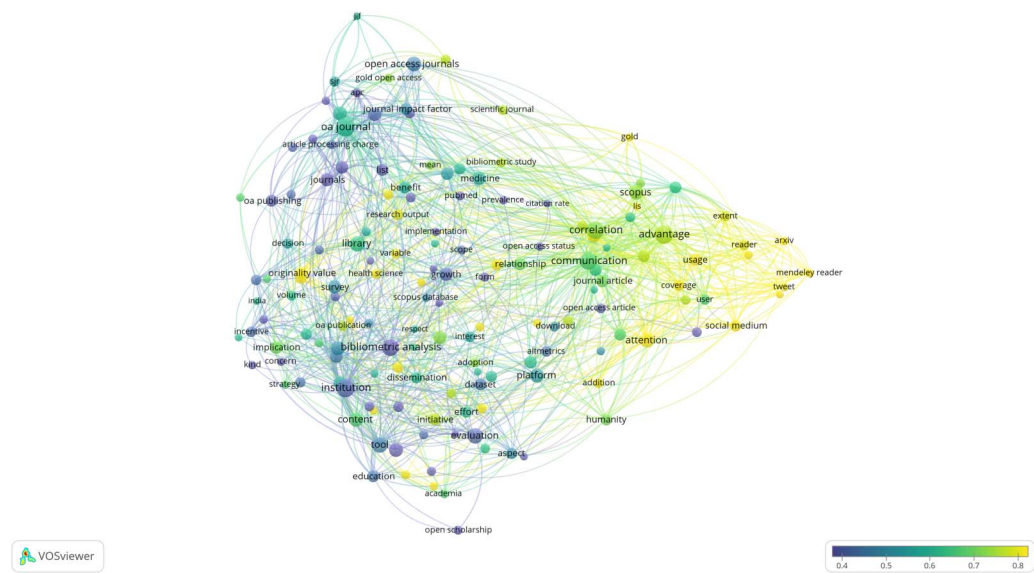 if
open access journals
sjr
gold open access
apc
journal impact factor
scientific journal
oa journal
gold
article processing charge
mean
bibliometric study
list
medicine
journals
benefit
scopus
pubmed
prevalence
oa publishing
citation rate
lis
research output
extent
implementation
correlation
advantage
decision
library
open access status
reader
arxiv
variable
scope
communication
usage
relationship
originality value
health science
growth
form
journal article
mendeley reader
survey
coverage
tweet
volume
scopus database
india
user
open access article
oa publication
respect
download
social medium
incentive
interest
attention
implication
bibliometric analysis
altmetrics
kind
concern
adoption
dissemination
platform
strategy
institution
dataset
addition
effort
content
initiative
humanity
evaluation
tool
aspect
education
academia
open scholarship
VOSviewer
0.4 0.5 0.6 0.7 0.8